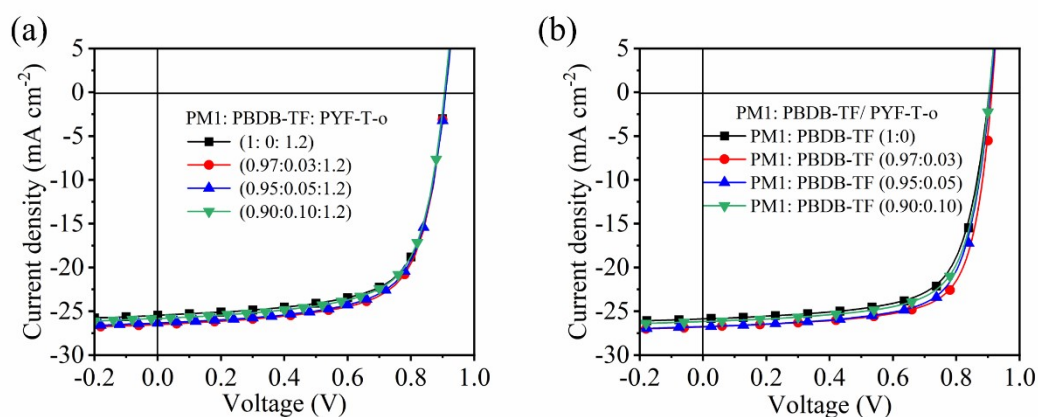 (a)
5
0
-5
-10
-15
-20
-25
-30
Current density (mA cm⁻²)
PM1: PBDB-TF: PYF-T-o
(1: 0: 1.2)
(0.97:0.03:1.2)
(0.95:0.05:1.2)
(0.90:0.10:1.2)
-0.2 0.0 0.2 0.4 0.6 0.8 1.0
Voltage (V)
(b)
5
0
-5
-10
-15
-20
-25
-30
Current density (mA cm⁻²)
PM1: PBDB-TF/ PYF-T-o
PM1: PBDB-TF (1:0)
PM1: PBDB-TF (0.97:0.03)
PM1: PBDB-TF (0.95:0.05)
PM1: PBDB-TF (0.90:0.10)
-0.2 0.0 0.2 0.4 0.6 0.8 1.0
Voltage (V)